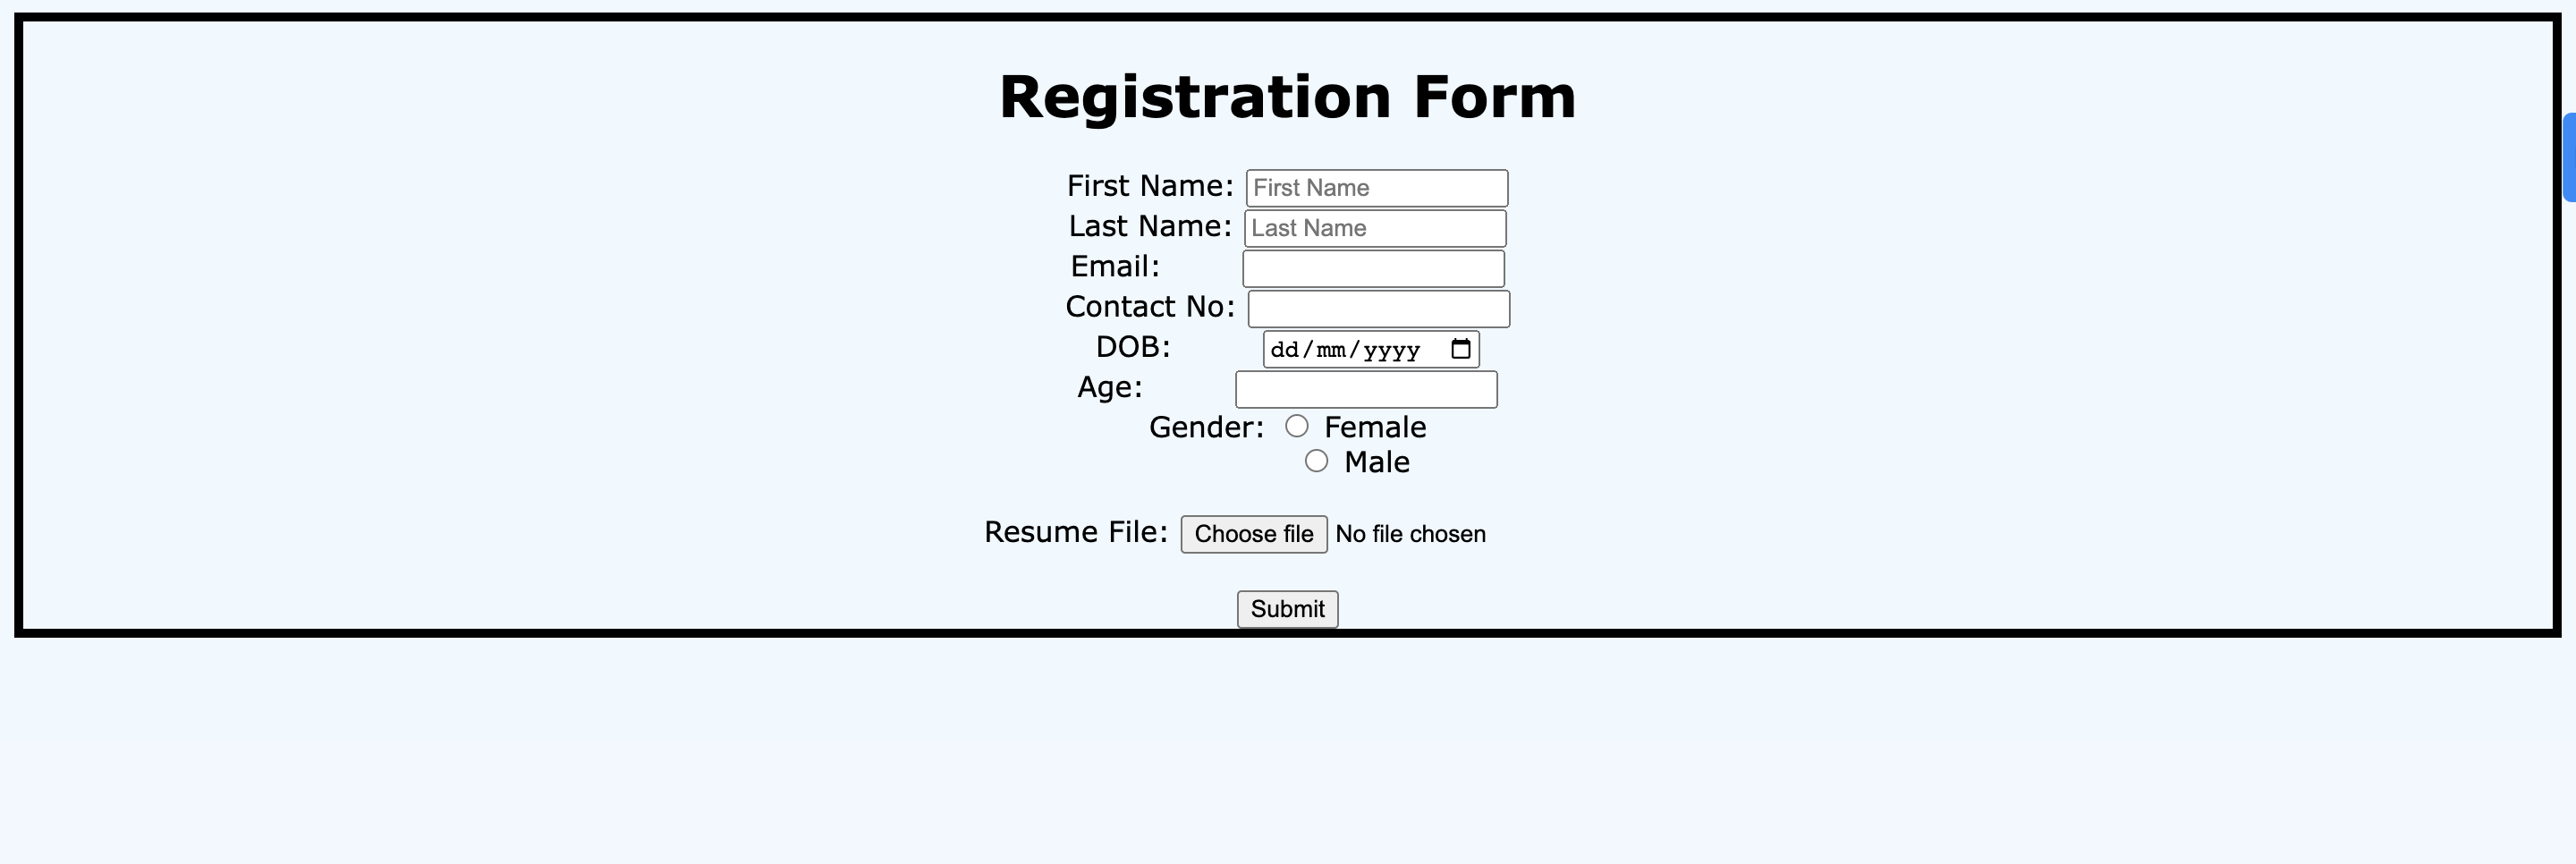 Registration Form
First Name: First Name
Last Name: Last Name
Email:
Contact No:
DOB: dd/mm/yyyy
Age:
Gender: Female
Male
Resume File: Choose file No file chosen
Submit